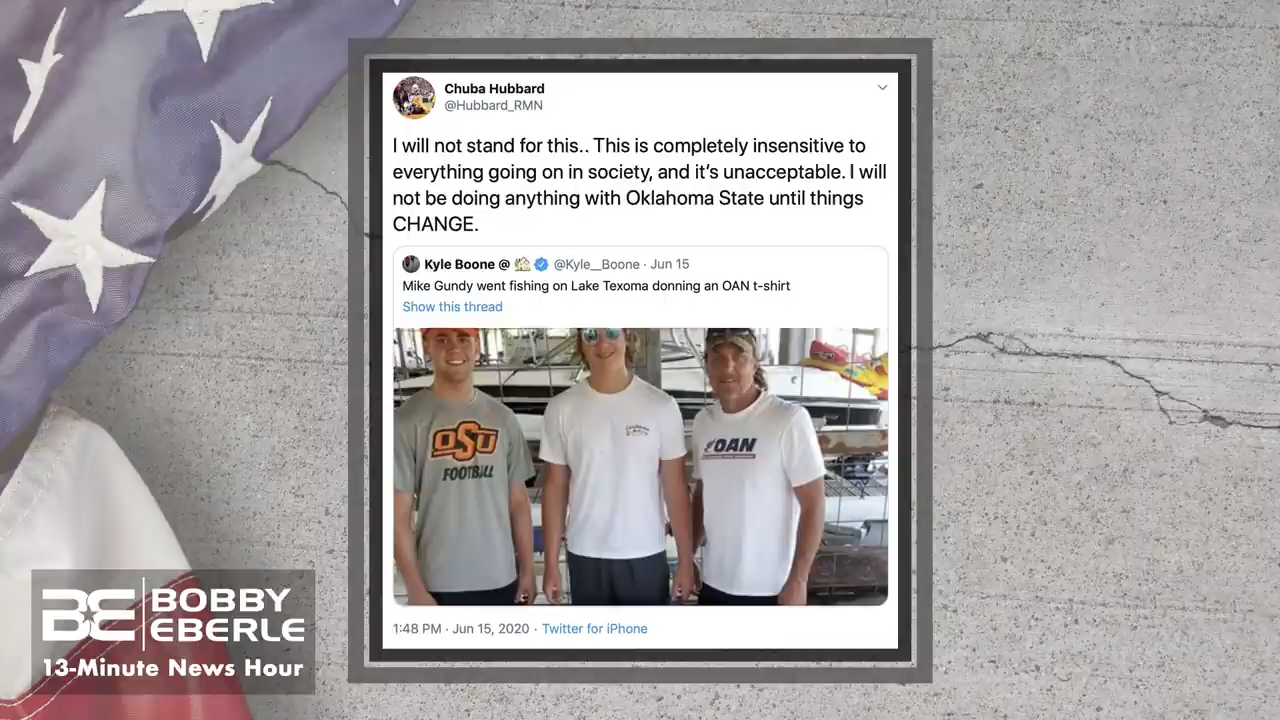 Chuba Hubbard
@Hubbard_RMN
I will not stand for this.. This is completely insensitive to
everything going on in society, and it’s unacceptable. I will
not be doing anything with Oklahoma State until things
CHANGE.
Kyle Boone @ 🏡 @Kyle__Boone · Jun 15
Mike Gundy went fishing on Lake Texoma donning an OAN t-shirt
Show this thread
OSU
FOOTBALL
OAN
1:48 PM · Jun 15, 2020 · Twitter for iPhone
BE BOBBY
EBERLE
13-Minute News Hour